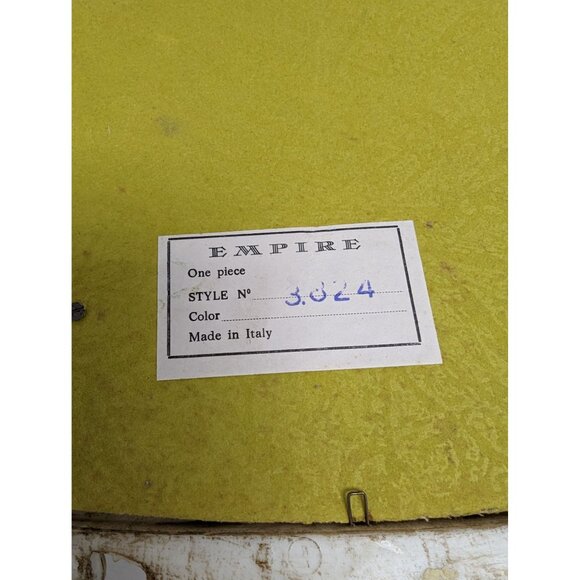 EMPIRE
One piece
STYLE Nº 3.824
Color
Made in Italy